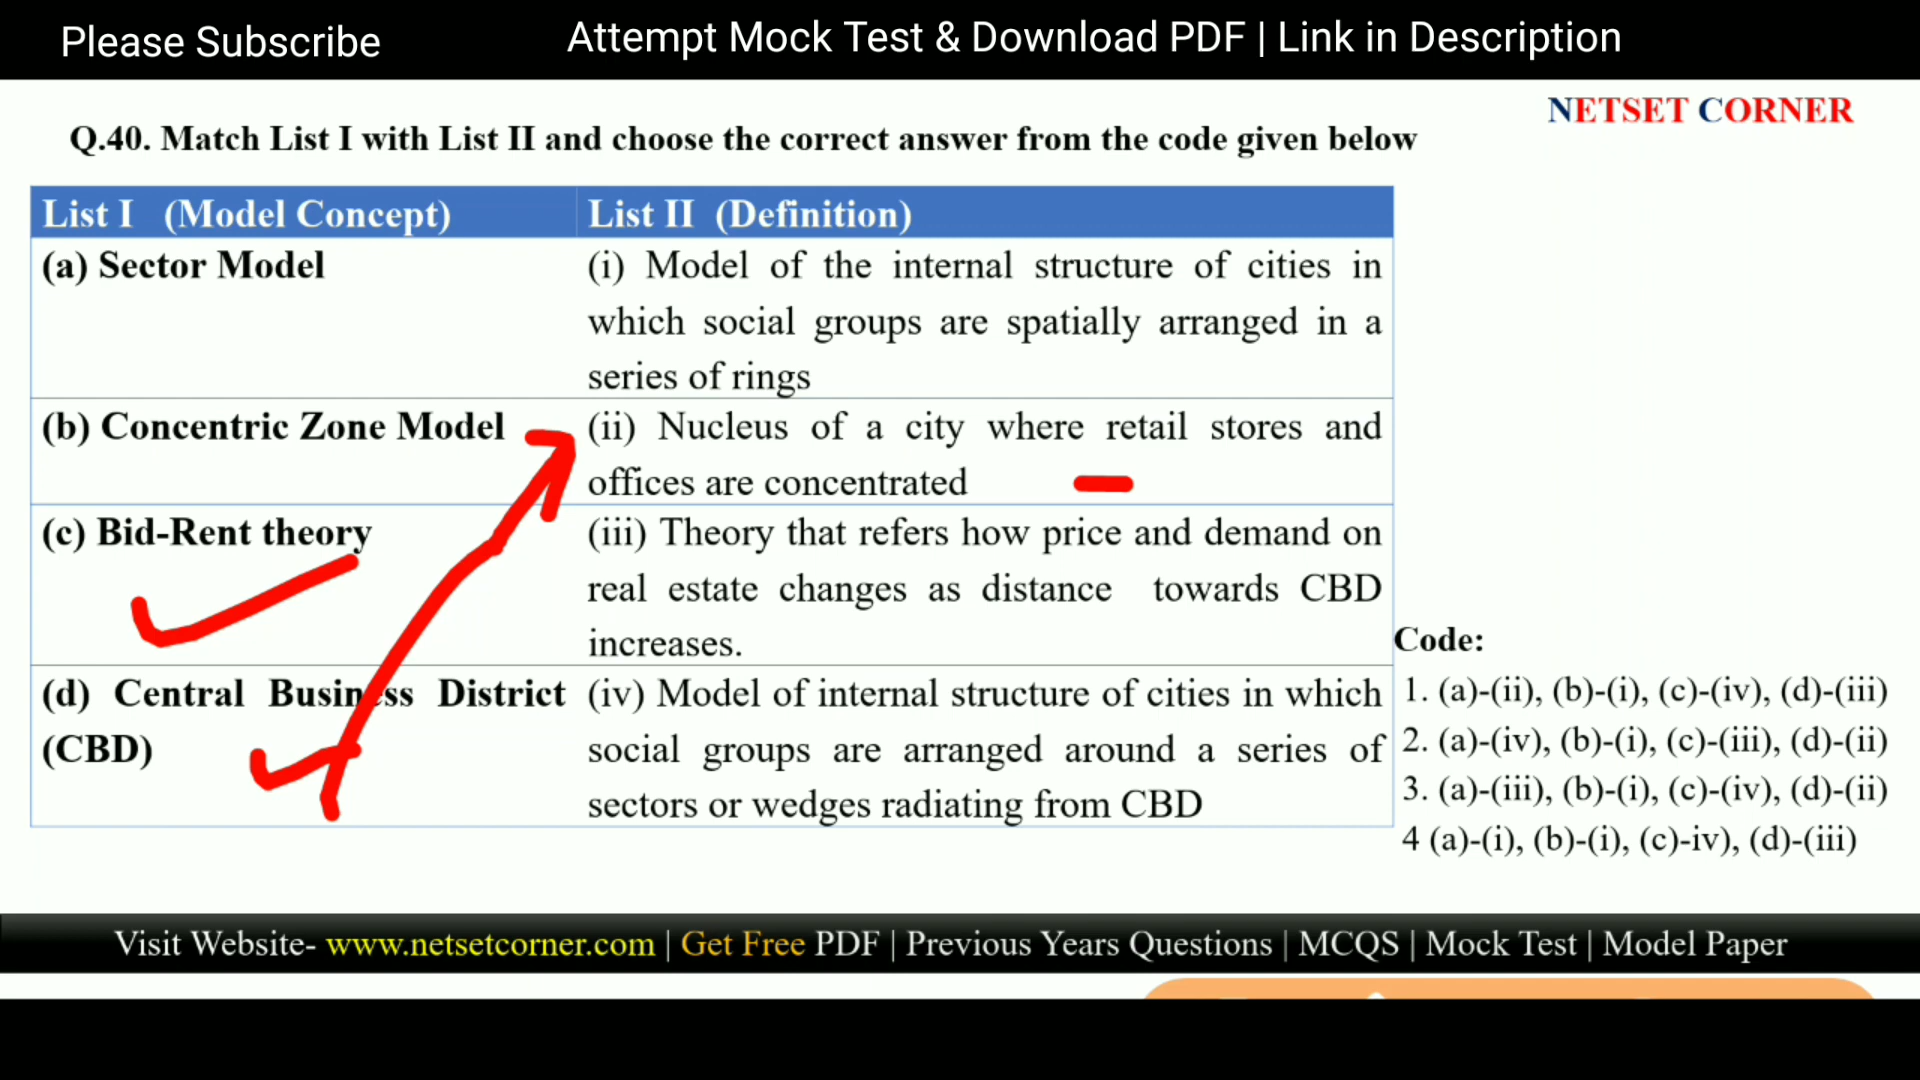 Please Subscribe
Attempt Mock Test & Download PDF | Link in Description
NETSET CORNER
Q.40. Match List I with List II and choose the correct answer from the code given below
List I (Model Concept)
List II (Definition)
(a) Sector Model
(i) Model of the internal structure of cities in
which social groups are spatially arranged in a
series of rings
(b) Concentric Zone Model
(ii) Nucleus of a city where retail stores and
offices are concentrated
(c) Bid-Rent theory
(iii) Theory that refers how price and demand on
real estate changes as distance towards CBD
increases.
(d) Central Business District
(CBD)
(iv) Model of internal structure of cities in which
social groups are arranged around a series of
sectors or wedges radiating from CBD
Code:
1. (a)-(ii), (b)-(i), (c)-(iv), (d)-(iii)
2. (a)-(iv), (b)-(i), (c)-(iii), (d)-(ii)
3. (a)-(iii), (b)-(i), (c)-(iv), (d)-(ii)
4 (a)-(i), (b)-(i), (c)-iv), (d)-(iii)
Visit Website- www.netsetcorner.com | Get Free PDF | Previous Years Questions | MCQS | Mock Test | Model Paper